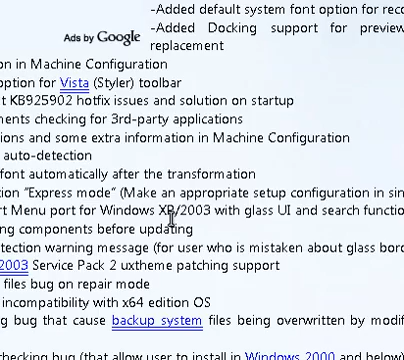 -Added default system font option for reco
Ads by Google
-Added Docking support for preview
replacement
on in Machine Configuration
option for Vista (Styler) toolbar
t KB925902 hotfix issues and solution on startup
ments checking for 3rd-party applications
tions and some extra information in Machine Configuration
auto-detection
font automatically after the transformation
tion "Express mode" (Make an appropriate setup configuration in sin
rt Menu port for Windows XP/2003 with glass UI and search functio
ng components before updating
tection warning message (for user who is mistaken about glass bord
2003 Service Pack 2 uxtheme patching support
files bug on repair mode
incompatibility with x64 edition OS
g bug that cause backup system files being overwritten by modif
checking bug (that allow user to install in Windows 2000 and below)